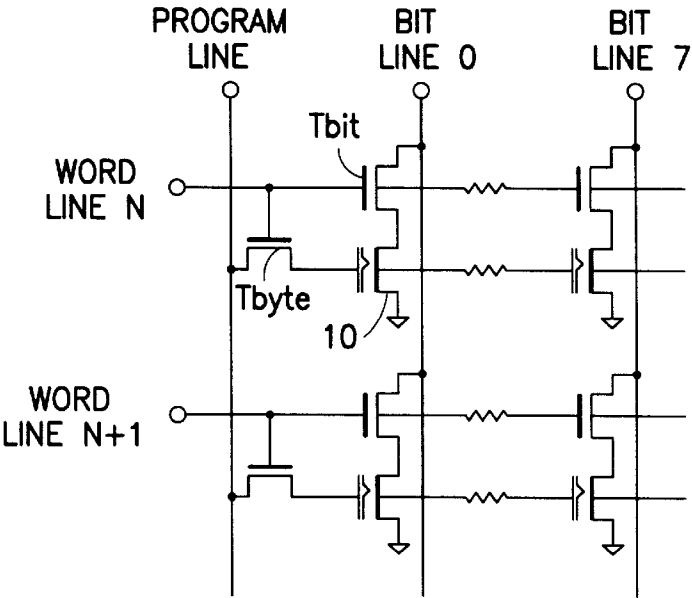 PROGRAM
LINE
BIT
LINE 0
BIT
LINE 7
Tbit
WORD
LINE N
Tbyte
10
WORD
LINE N+1